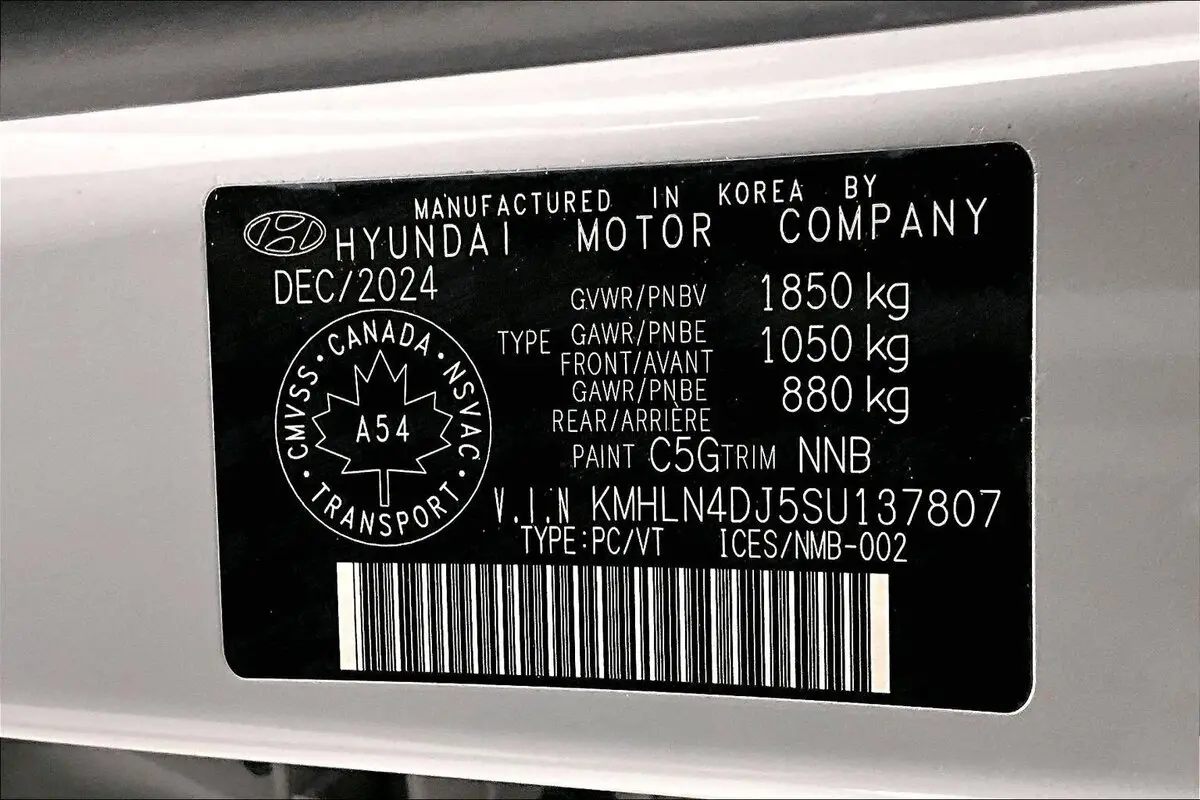 MANUFACTURED IN KOREA BY
HYUNDAI MOTOR COMPANY
DEC/2024
GVWR/PNBV 1850 kg
TYPE GAWR/PNBE
FRONT/AVANT 1050 kg
GAWR/PNBE
REAR/ARRIÈRE 880 kg
PAINT C5G TRIM NNB
CMVSS · CANADA · NSVAC · TRANSPORT ·
A54
V.I.N KMHLN4DJ5SU137807
TYPE:PC/VT ICES/NMB-002